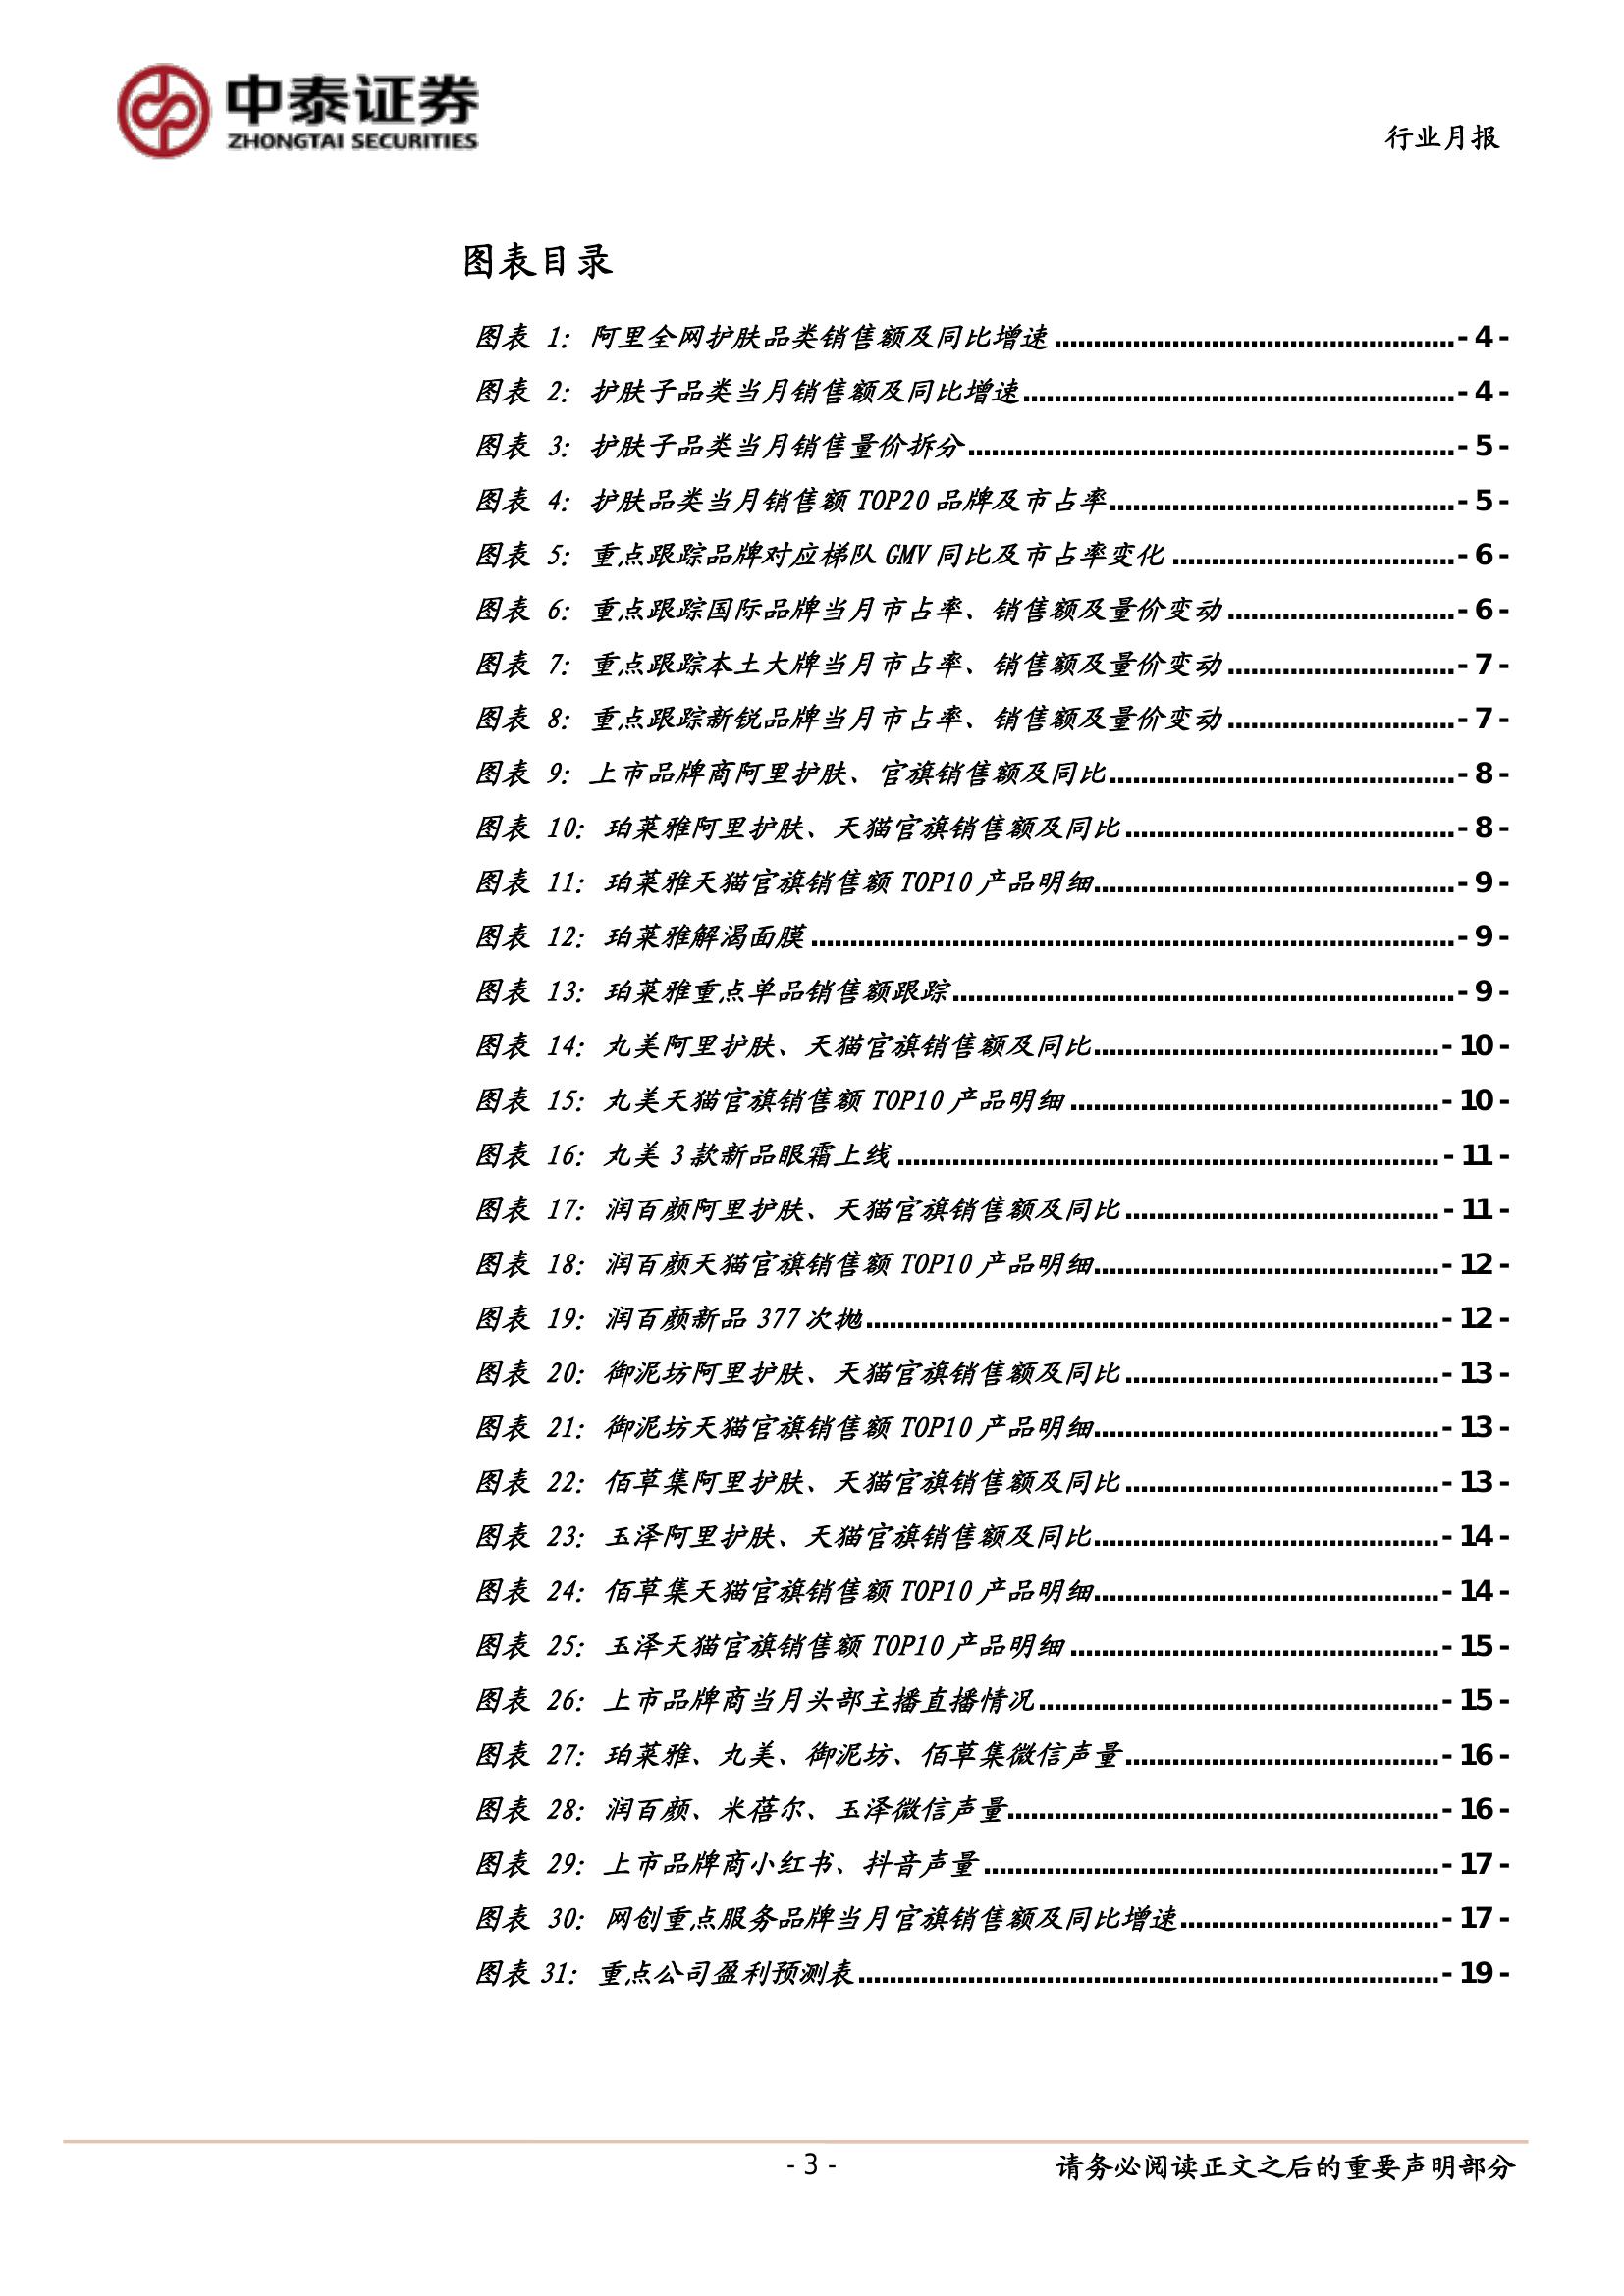 中泰证券
ZHONGTAI SECURITIES
行业月报
图表目录
图表 1: 阿里全网护肤品类销售额及同比增速 - 4 -
图表 2: 护肤子品类当月销售额及同比增速 - 4 -
图表 3: 护肤子品类当月销售量价拆分 - 5 -
图表 4: 护肤品类当月销售额 TOP20 品牌及市占率 - 5 -
图表 5: 重点跟踪品牌对应梯队 GMV 同比及市占率变化 - 6 -
图表 6: 重点跟踪国际品牌当月市占率、销售额及量价变动 - 6 -
图表 7: 重点跟踪本土大牌当月市占率、销售额及量价变动 - 7 -
图表 8: 重点跟踪新锐品牌当月市占率、销售额及量价变动 - 7 -
图表 9: 上市品牌商阿里护肤、官旗销售额及同比 - 8 -
图表 10: 珀莱雅阿里护肤、天猫官旗销售额及同比 - 8 -
图表 11: 珀莱雅天猫官旗销售额 TOP10 产品明细 - 9 -
图表 12: 珀莱雅解渴面膜 - 9 -
图表 13: 珀莱雅重点单品销售额跟踪 - 9 -
图表 14: 丸美阿里护肤、天猫官旗销售额及同比 - 10 -
图表 15: 丸美天猫官旗销售额 TOP10 产品明细 - 10 -
图表 16: 丸美 3 款新品眼霜上线 - 11 -
图表 17: 润百颜阿里护肤、天猫官旗销售额及同比 - 11 -
图表 18: 润百颜天猫官旗销售额 TOP10 产品明细 - 12 -
图表 19: 润百颜新品 377 次抛 - 12 -
图表 20: 御泥坊阿里护肤、天猫官旗销售额及同比 - 13 -
图表 21: 御泥坊天猫官旗销售额 TOP10 产品明细 - 13 -
图表 22: 佰草集阿里护肤、天猫官旗销售额及同比 - 13 -
图表 23: 玉泽阿里护肤、天猫官旗销售额及同比 - 14 -
图表 24: 佰草集天猫官旗销售额 TOP10 产品明细 - 14 -
图表 25: 玉泽天猫官旗销售额 TOP10 产品明细 - 15 -
图表 26: 上市品牌商当月头部主播直播情况 - 15 -
图表 27: 珀莱雅、丸美、御泥坊、佰草集微信声量 - 16 -
图表 28: 润百颜、米蓓尔、玉泽微信声量 - 16 -
图表 29: 上市品牌商小红书、抖音声量 - 17 -
图表 30: 网创重点服务品牌当月官旗销售额及同比增速 - 17 -
图表 31: 重点公司盈利预测表 - 19 -
- 3 -
请务必阅读正文之后的重要声明部分